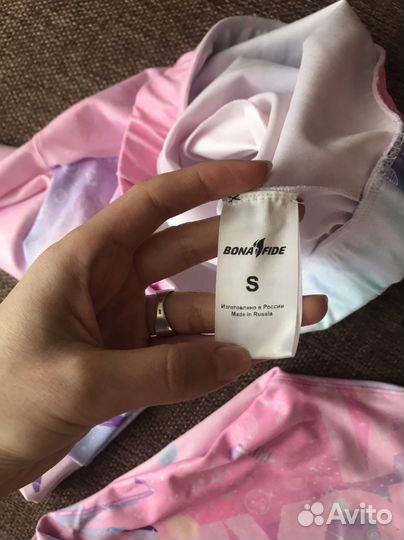 BONA FIDE
S
Изготовлено в России
Made in Russia
Avito